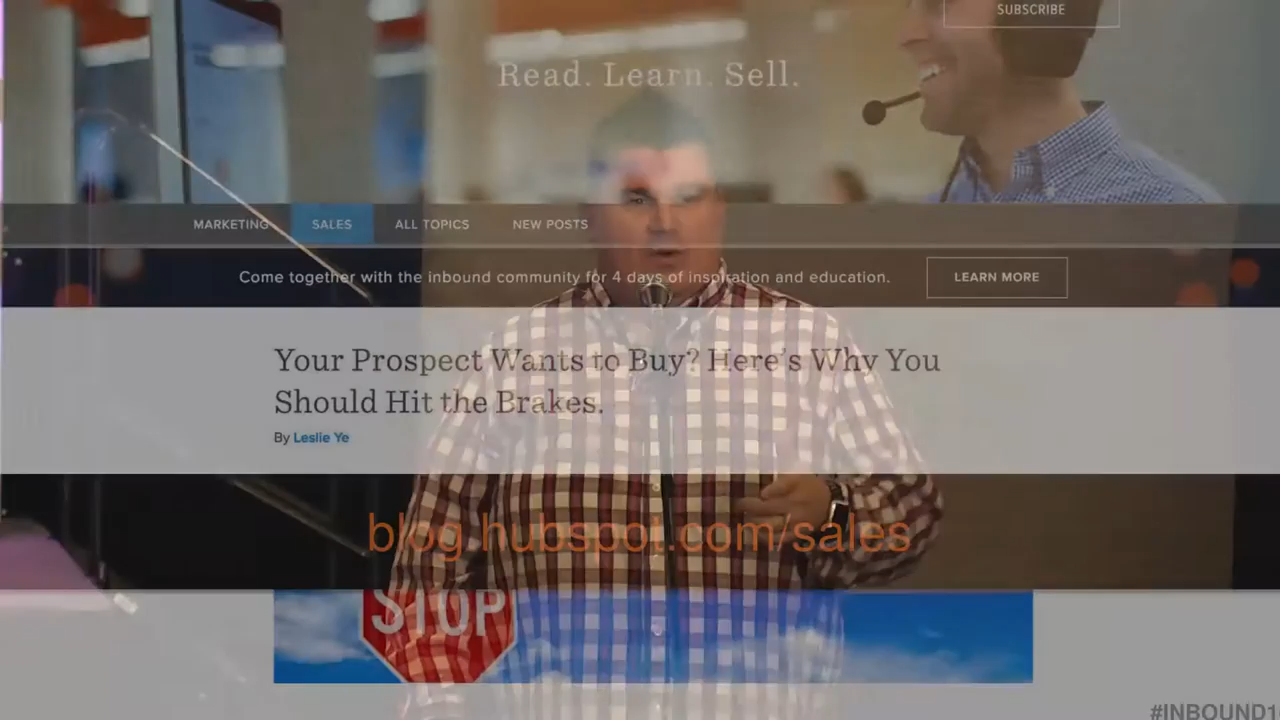 SUBSCRIBE
Read. Learn. Sell.
MARKETING SALES ALL TOPICS NEW POSTS
Come together with the inbound community for 4 days of inspiration and education. LEARN MORE
Your Prospect Wants to Buy? Here's Why You
Should Hit the Brakes.
By Leslie Ye
blog.hubspot.com/sales
STOP
#INBOUND1